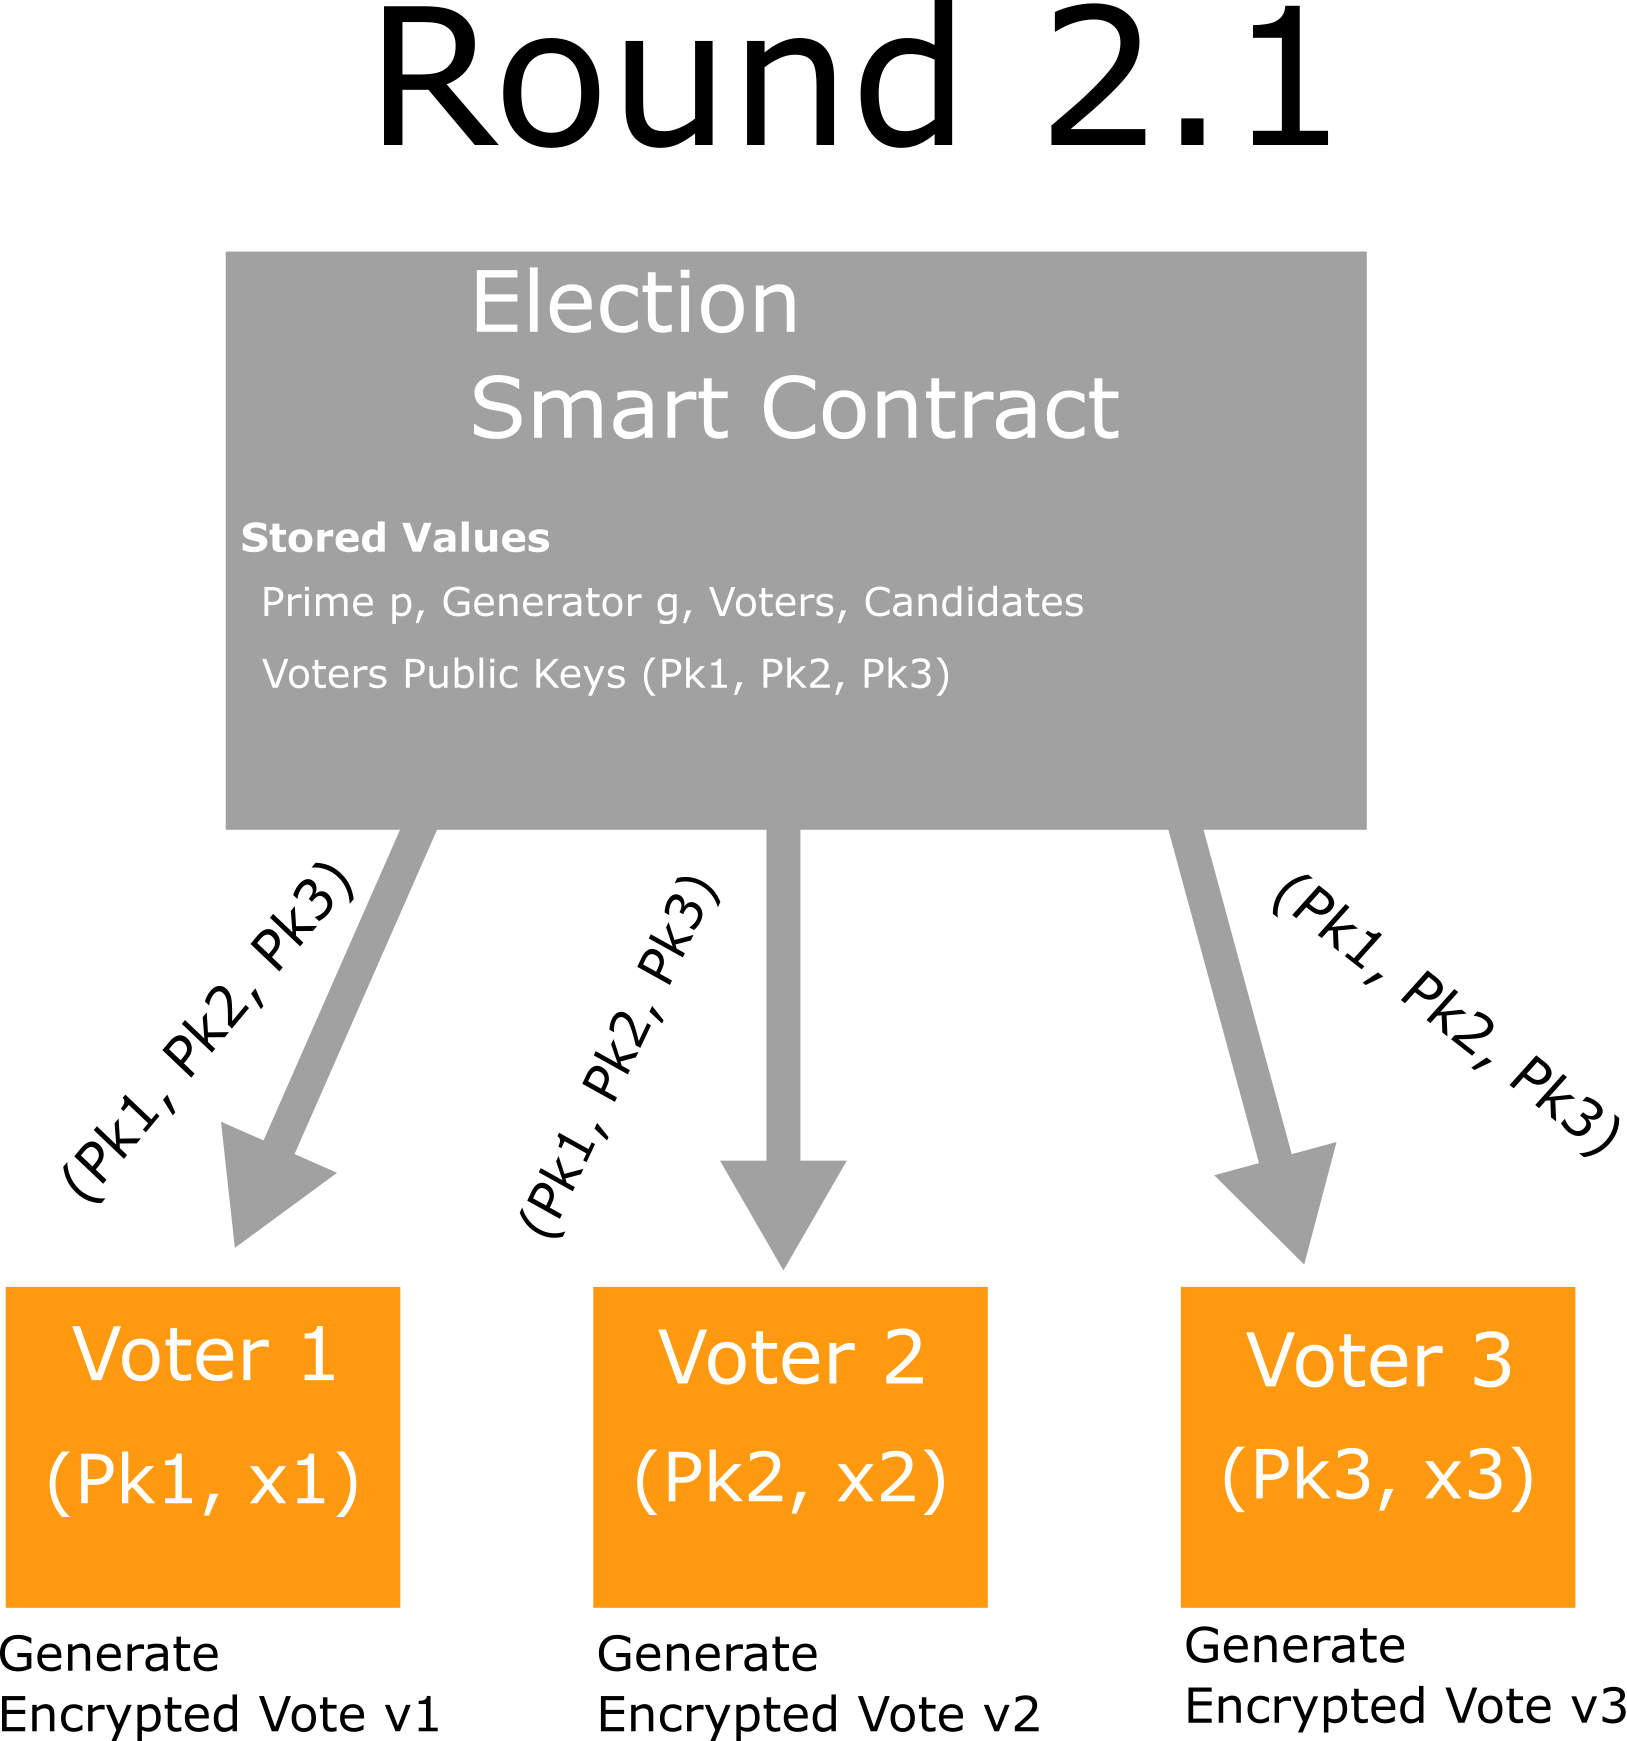 Round 2.1
Election
Smart Contract
Stored Values
Prime p, Generator g, Voters, Candidates
Voters Public Keys (Pk1, Pk2, Pk3)
(Pk1, Pk2, Pk3)
(Pk1, Pk2, Pk3)
(Pk1, Pk2, Pk3)
Voter 1
(Pk1, x1)
Voter 2
(Pk2, x2)
Voter 3
(Pk3, x3)
Generate
Encrypted Vote v1
Generate
Encrypted Vote v2
Generate
Encrypted Vote v3